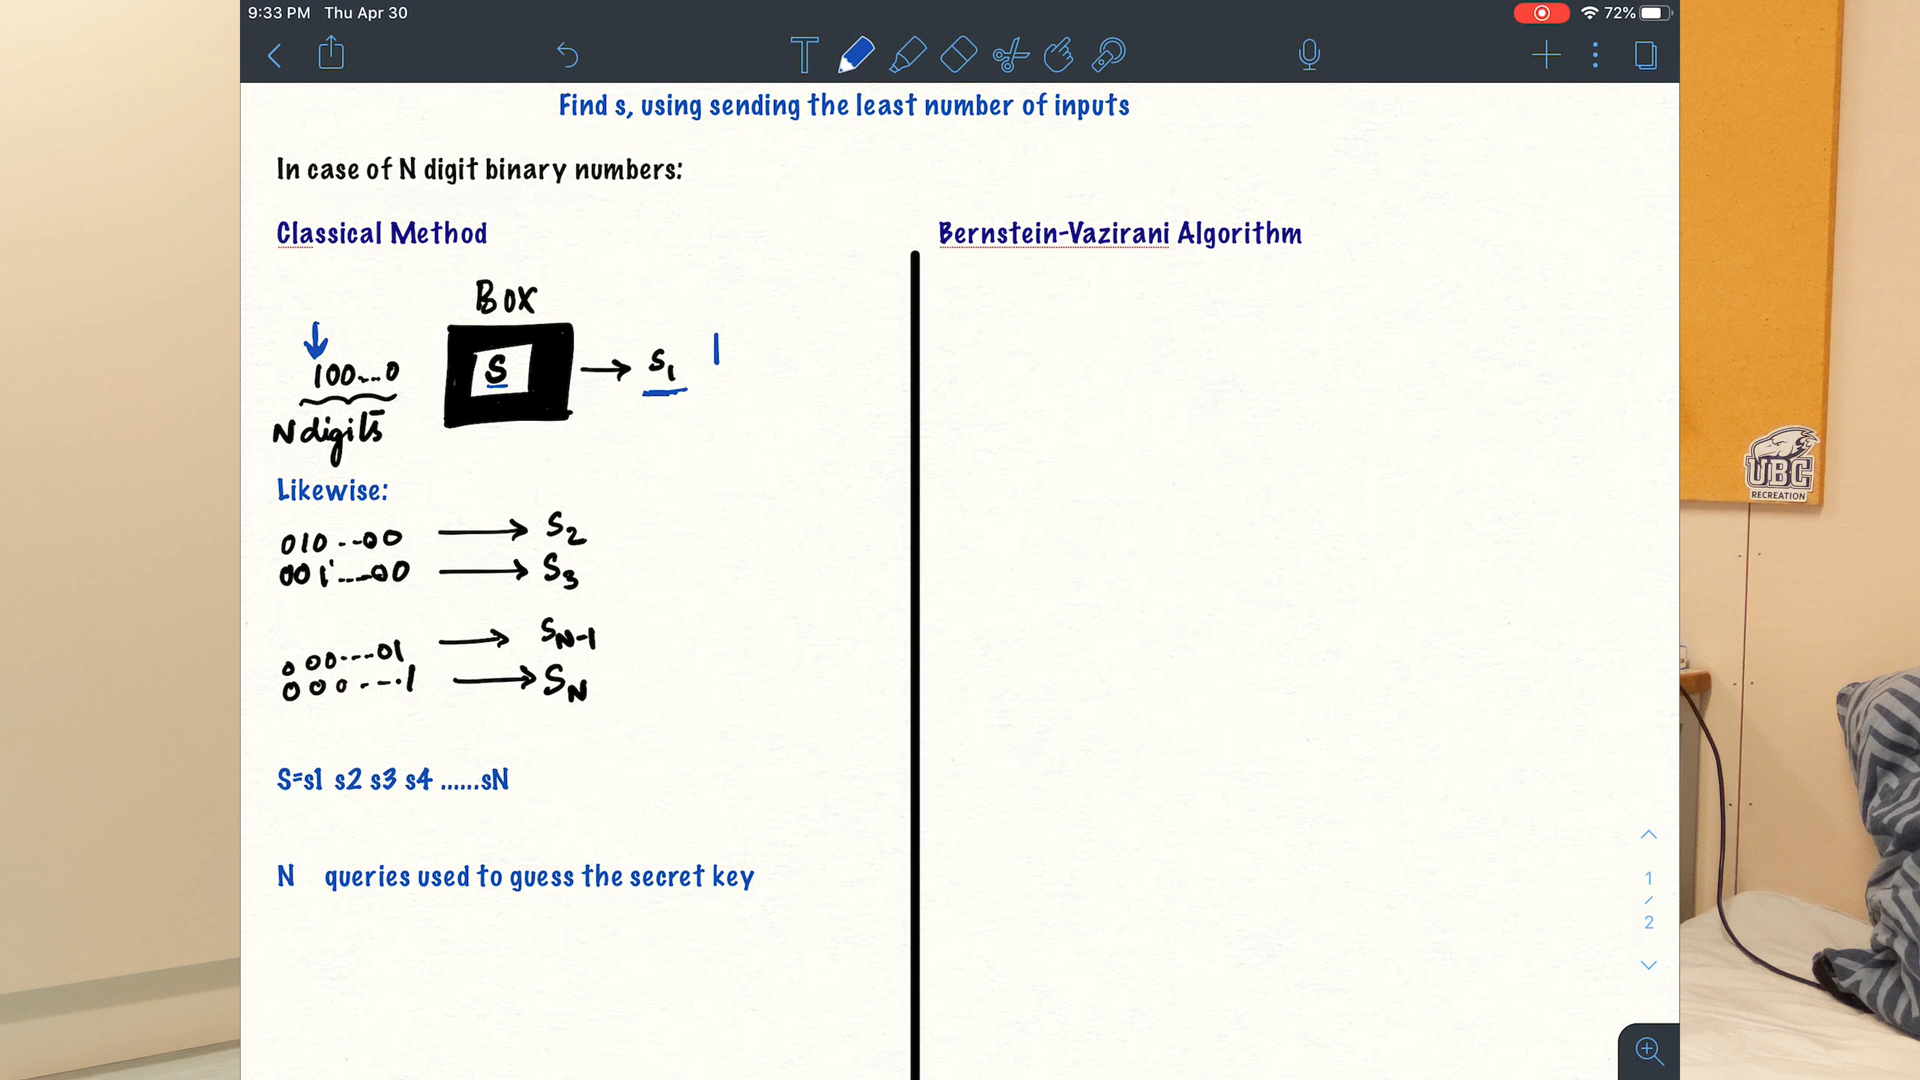 9:33 PM Thu Apr 30
72%
Find s, using sending the least number of inputs
In case of N digit binary numbers:
Classical Method
Bernstein-Vazirani Algorithm
Box
100...0
S
S1
1
N digits
Likewise:
010--00 S2
001---00 S3
000---01 SN-1
000---1 SN
S=s1 s2 s3 s4 ......sN
N queries used to guess the secret key
1
/
2
UBC
RECREATION